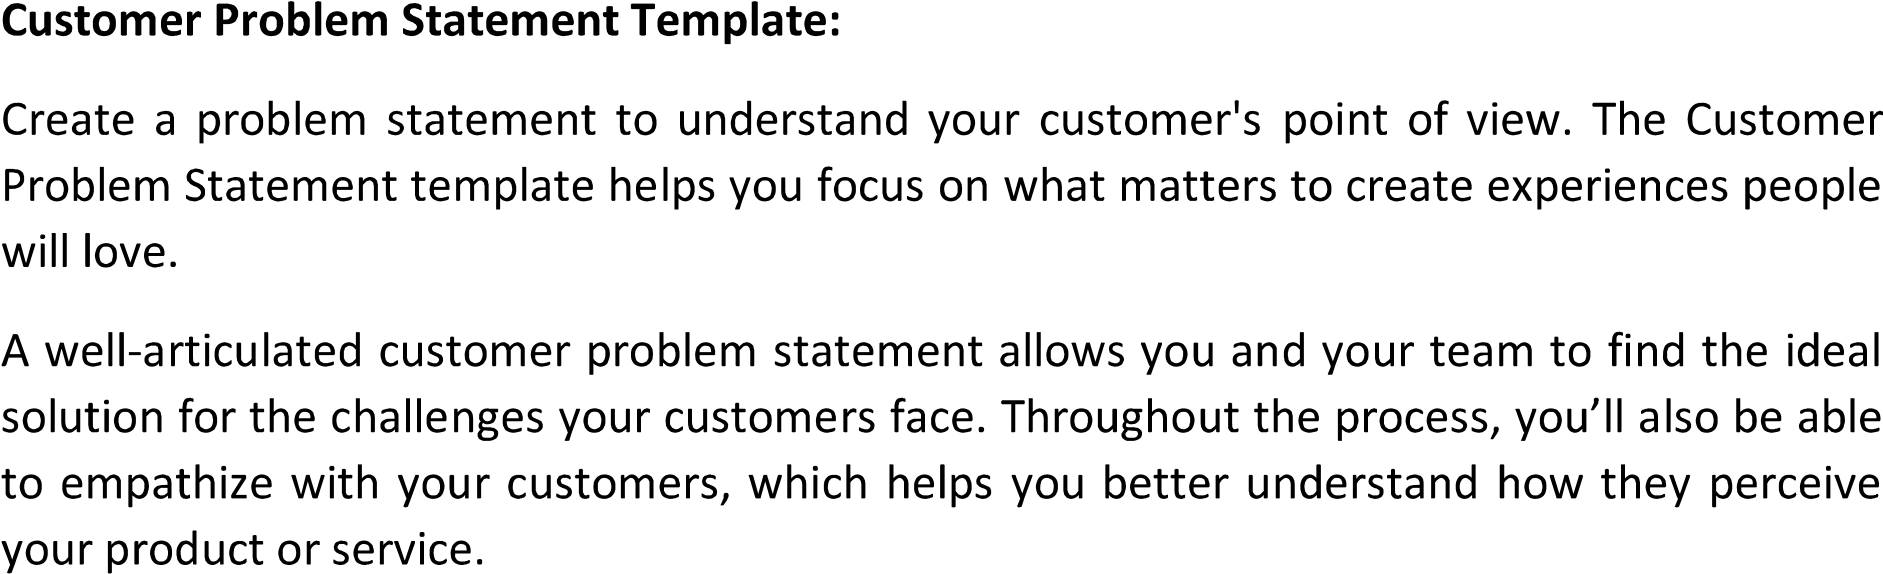 Customer Problem Statement Template:
Create a problem statement to understand your customer's point of view. The Customer
Problem Statement template helps you focus on what matters to create experiences people
will love.
A well-articulated customer problem statement allows you and your team to find the ideal
solution for the challenges your customers face. Throughout the process, you’ll also be able
to empathize with your customers, which helps you better understand how they perceive
your product or service.